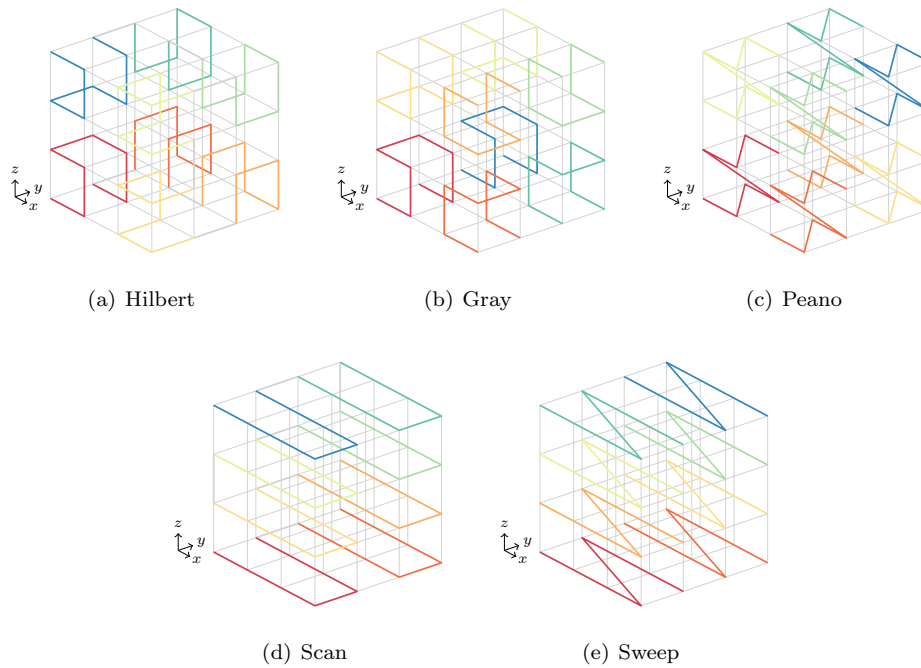 z
y
x
z
y
x
z
y
x
(a) Hilbert
(b) Gray
(c) Peano
z
y
x
z
y
x
(d) Scan
(e) Sweep